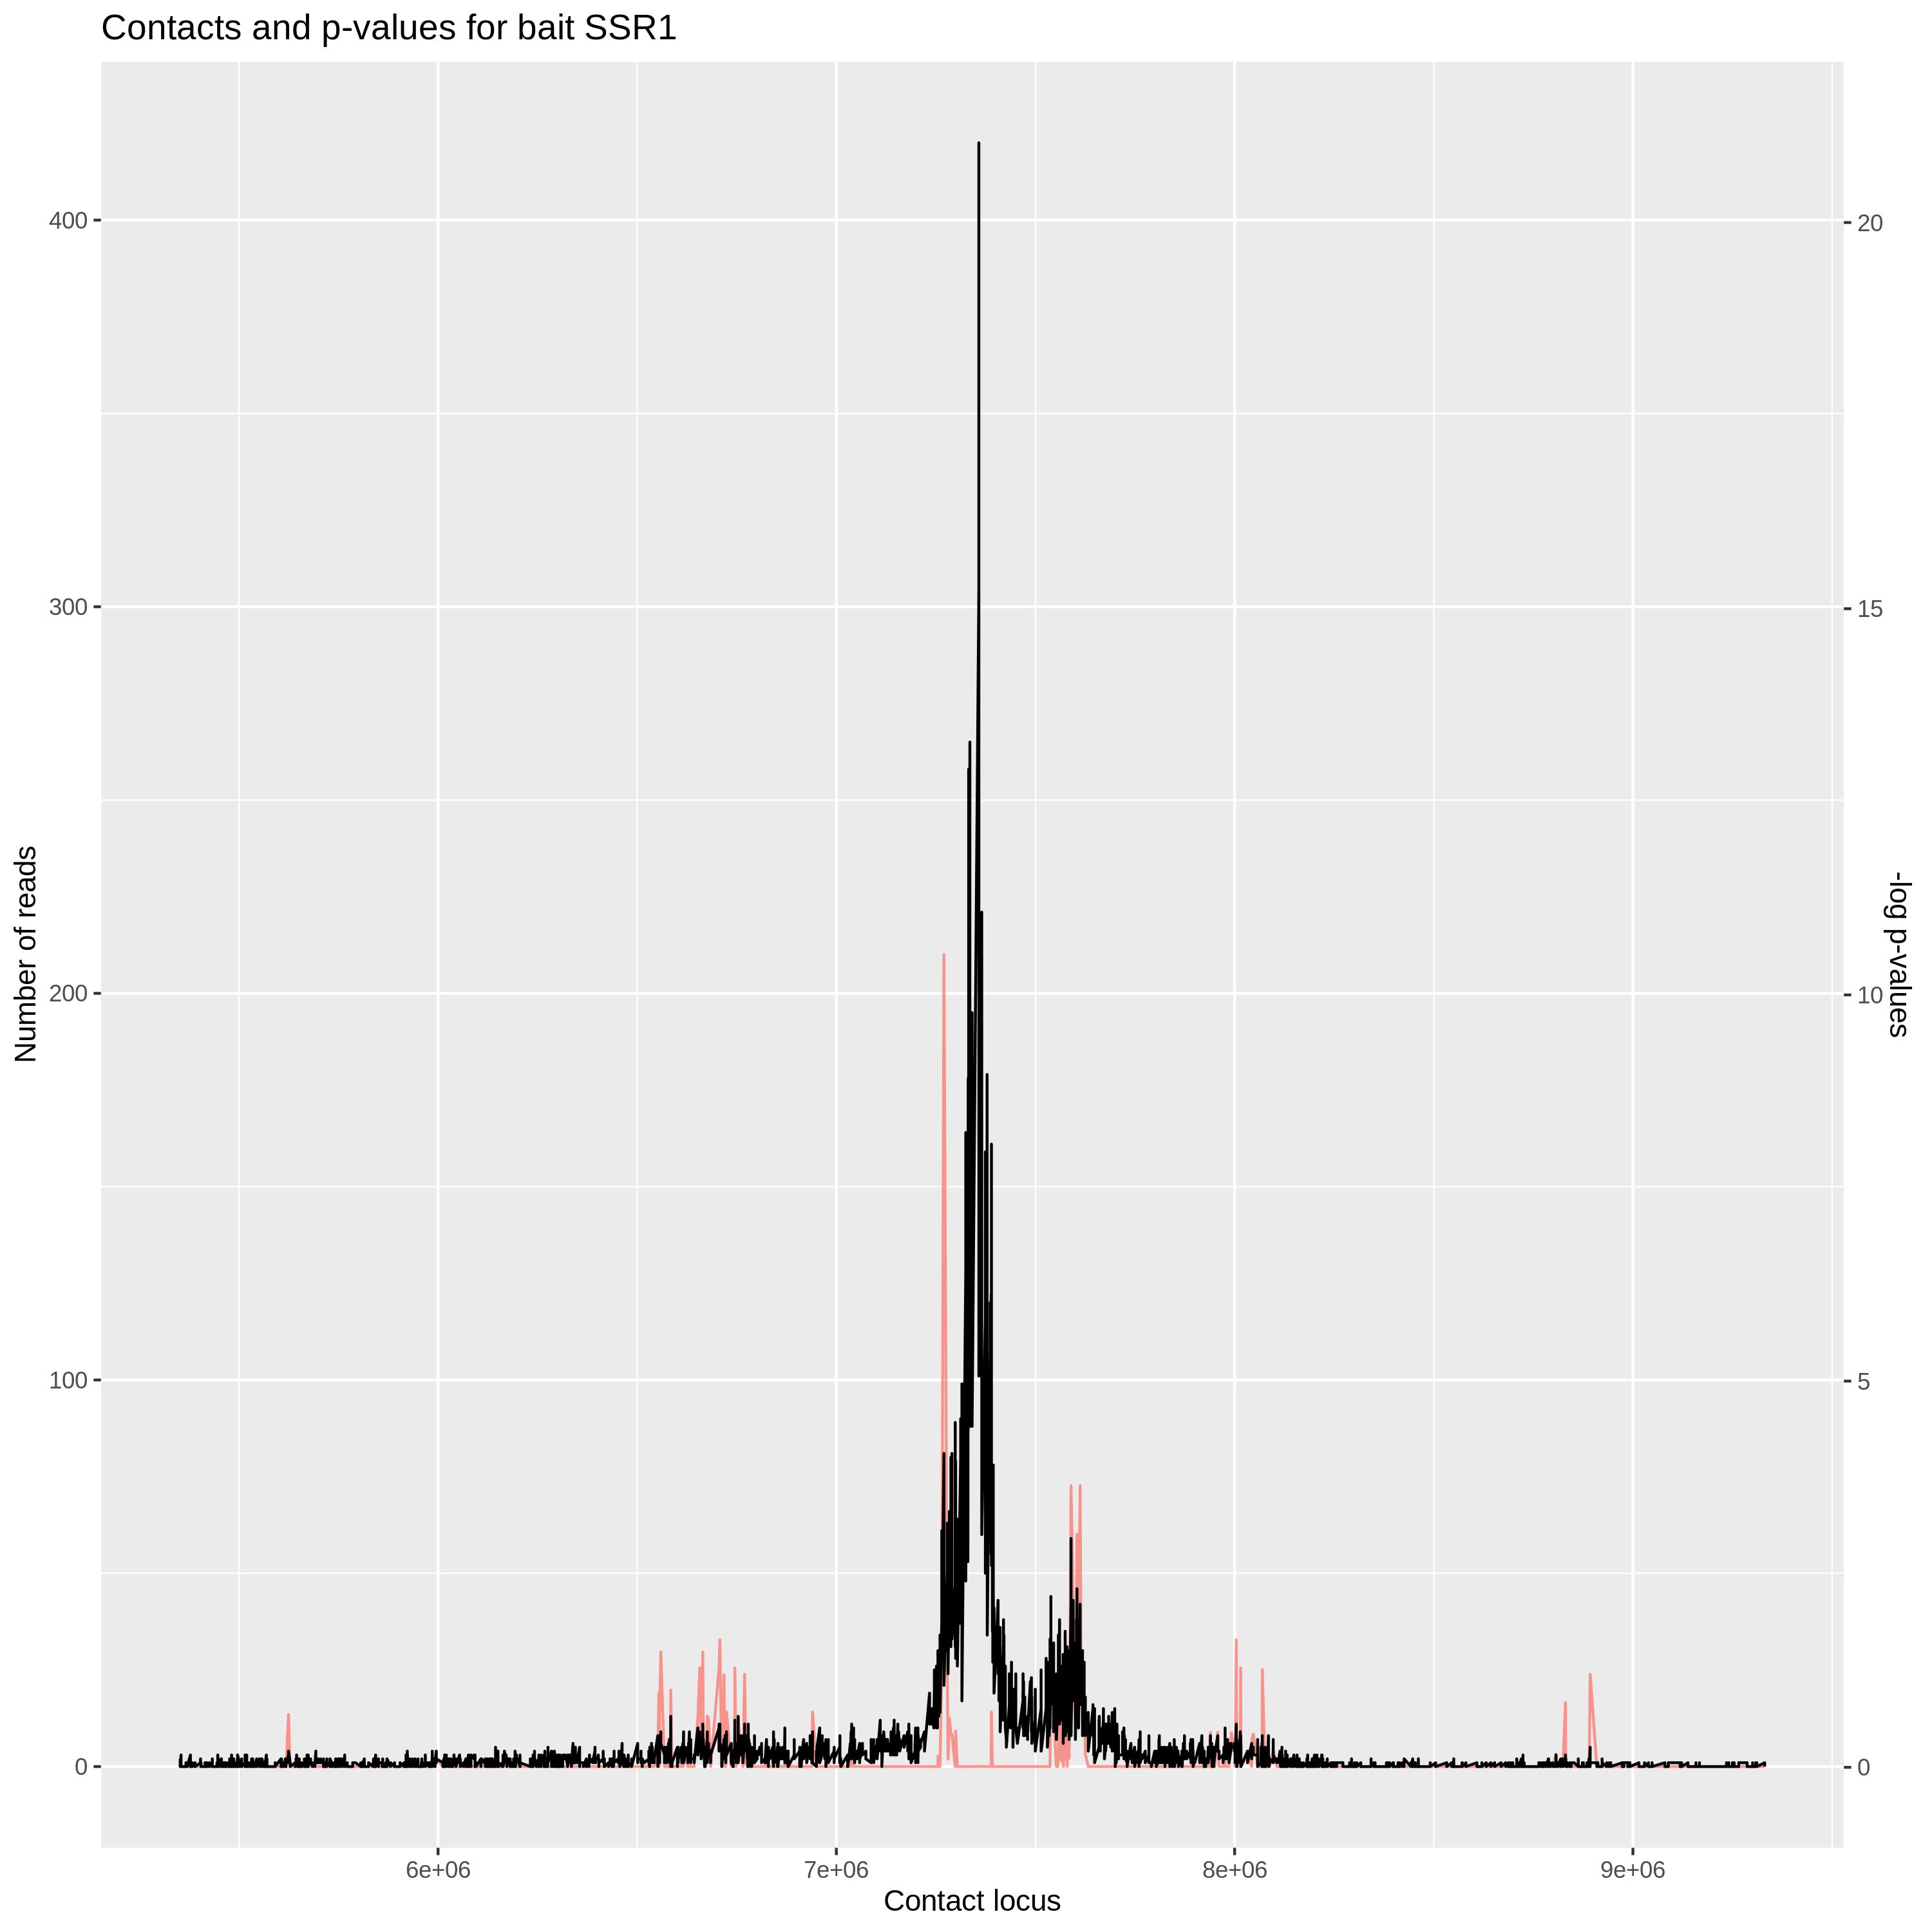 Contacts and p-values for bait SSR1
400
300
200
100
0
20
15
10
5
0
Number of reads
-log p-values
6e+06
7e+06
8e+06
9e+06
Contact locus